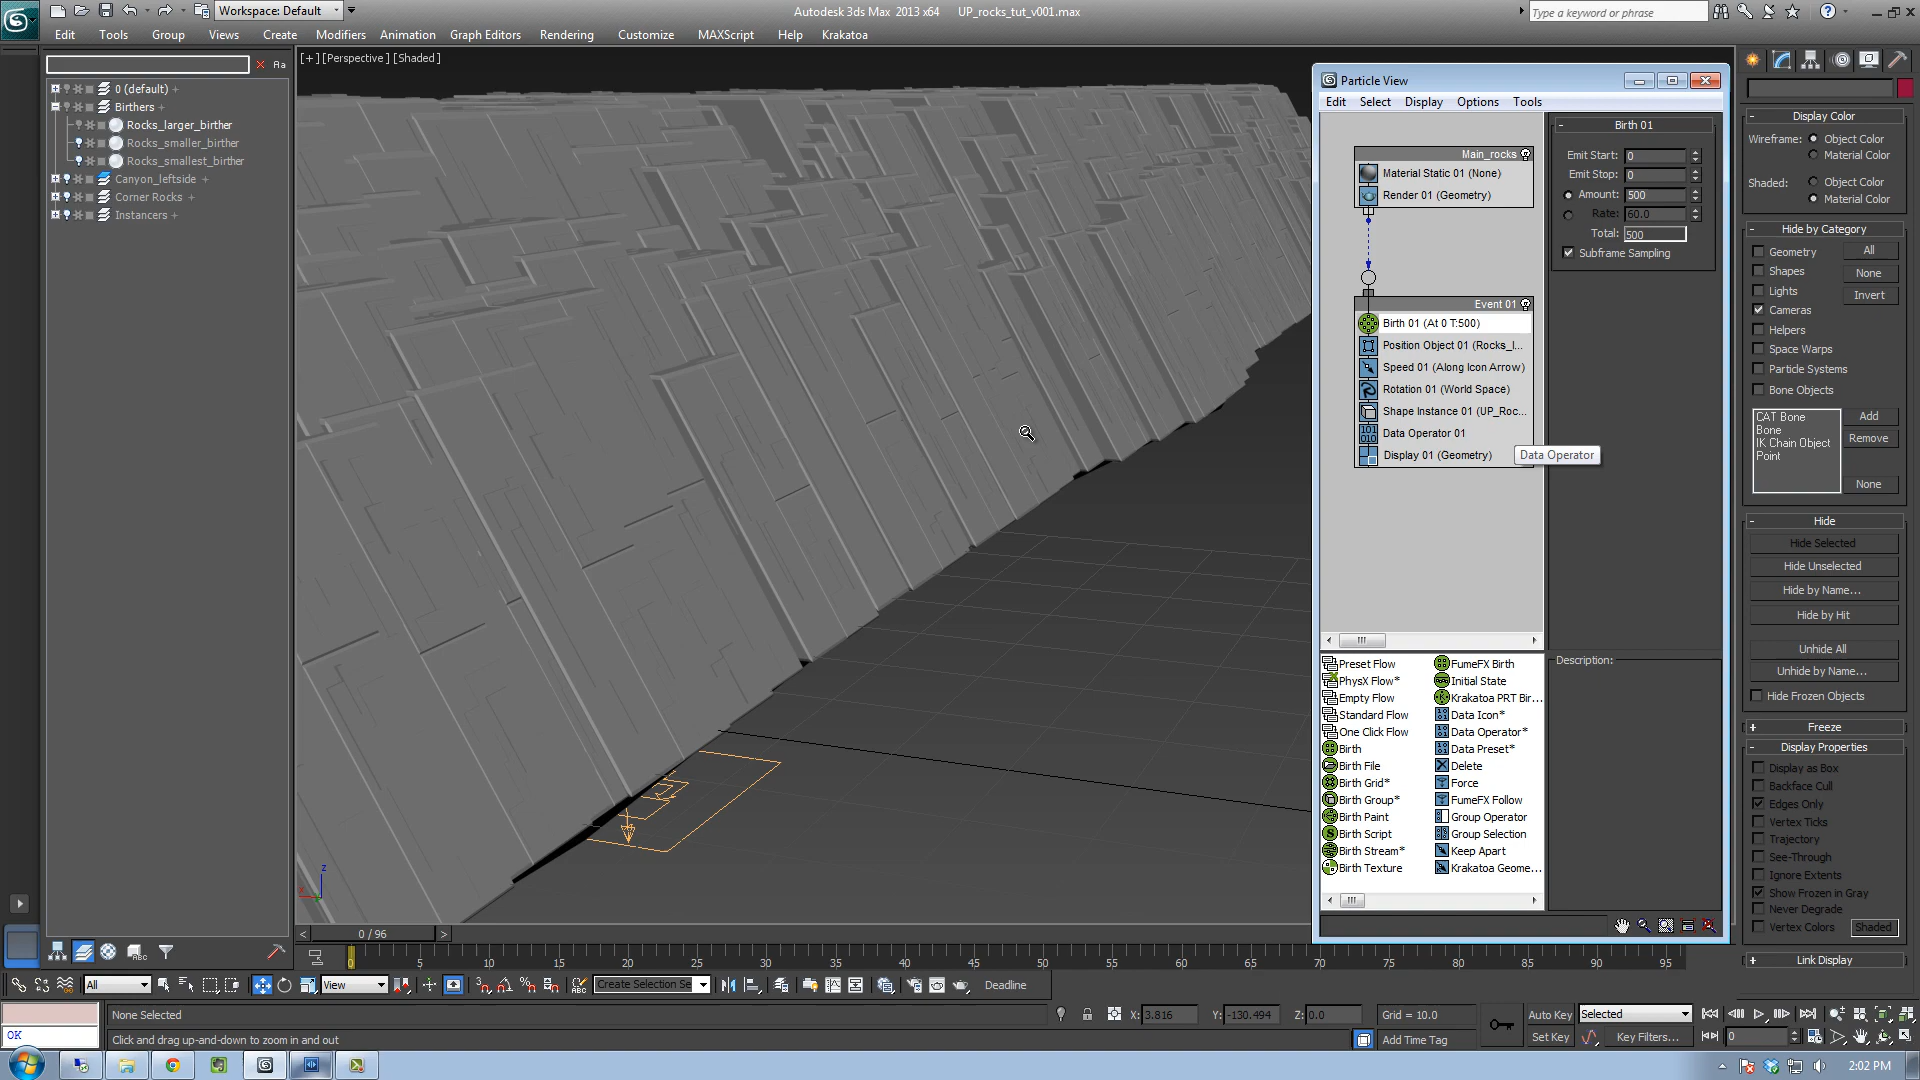 Workspace: Default
Autodesk 3ds Max 2013 x64 UP_rocks_tut_v001.max
Type a keyword or phrase
Edit Tools Group Views Create Modifiers Animation Graph Editors Rendering Customize MAXScript Help Krakatoa
[+] [Perspective] [Shaded]
Aa
0 (default)
Birthers
Rocks_larger_birther
Rocks_smaller_birther
Rocks_smallest_birther
Canyon_leftside
Corner Rocks
Instancers
Particle View
Edit Select Display Options Tools
Main_rocks
Material Static 01 (None)
Render 01 (Geometry)
Event 01
Birth 01 (At 0 T:500)
Position Object 01 (Rocks_l...
Speed 01 (Along Icon Arrow)
Rotation 01 (World Space)
Shape Instance 01 (UP_Roc...
Data Operator 01
Display 01 (Geometry)
Data Operator
Birth 01
Emit Start: 0
Emit Stop: 0
Amount: 500
Rate: 60.0
Total: 500
Subframe Sampling
Preset Flow
PhysX Flow*
Empty Flow
Standard Flow
One Click Flow
Birth
Birth File
Birth Grid*
Birth Group*
Birth Paint
Birth Script
Birth Stream*
Birth Texture
FumeFX Birth
Initial State
Krakatoa PRT Bir...
Data Icon*
Data Operator*
Data Preset*
Delete
Force
FumeFX Follow
Group Operator
Group Selection
Keep Apart
Krakatoa Geome...
Description:
Display Color
Wireframe: Object Color
Material Color
Shaded: Object Color
Material Color
Hide by Category
Geometry All
Shapes None
Lights Invert
Cameras
Helpers
Space Warps
Particle Systems
Bone Objects
CAT Bone
Bone
IK Chain Object
Point
Add
Remove
None
Hide
Hide Selected
Hide Unselected
Hide by Name...
Hide by Hit
Unhide All
Unhide by Name...
Hide Frozen Objects
Freeze
Display Properties
Display as Box
Backface Cull
Edges Only
Vertex Ticks
Trajectory
See-Through
Ignore Extents
Show Frozen in Gray
Never Degrade
Vertex Colors Shaded
Link Display
z
x
0 / 96
0 5 10 15 20 25 30 35 40 45 50 55 60 65 70 75 80 85 90 95
All View Create Selection Se Deadline
None Selected X: 3.816 Y: -130.494 Z: 0.0 Grid = 10.0 Auto Key Selected
OK Click and drag up-and-down to zoom in and out Add Time Tag Set Key Key Filters... 0
2:02 PM